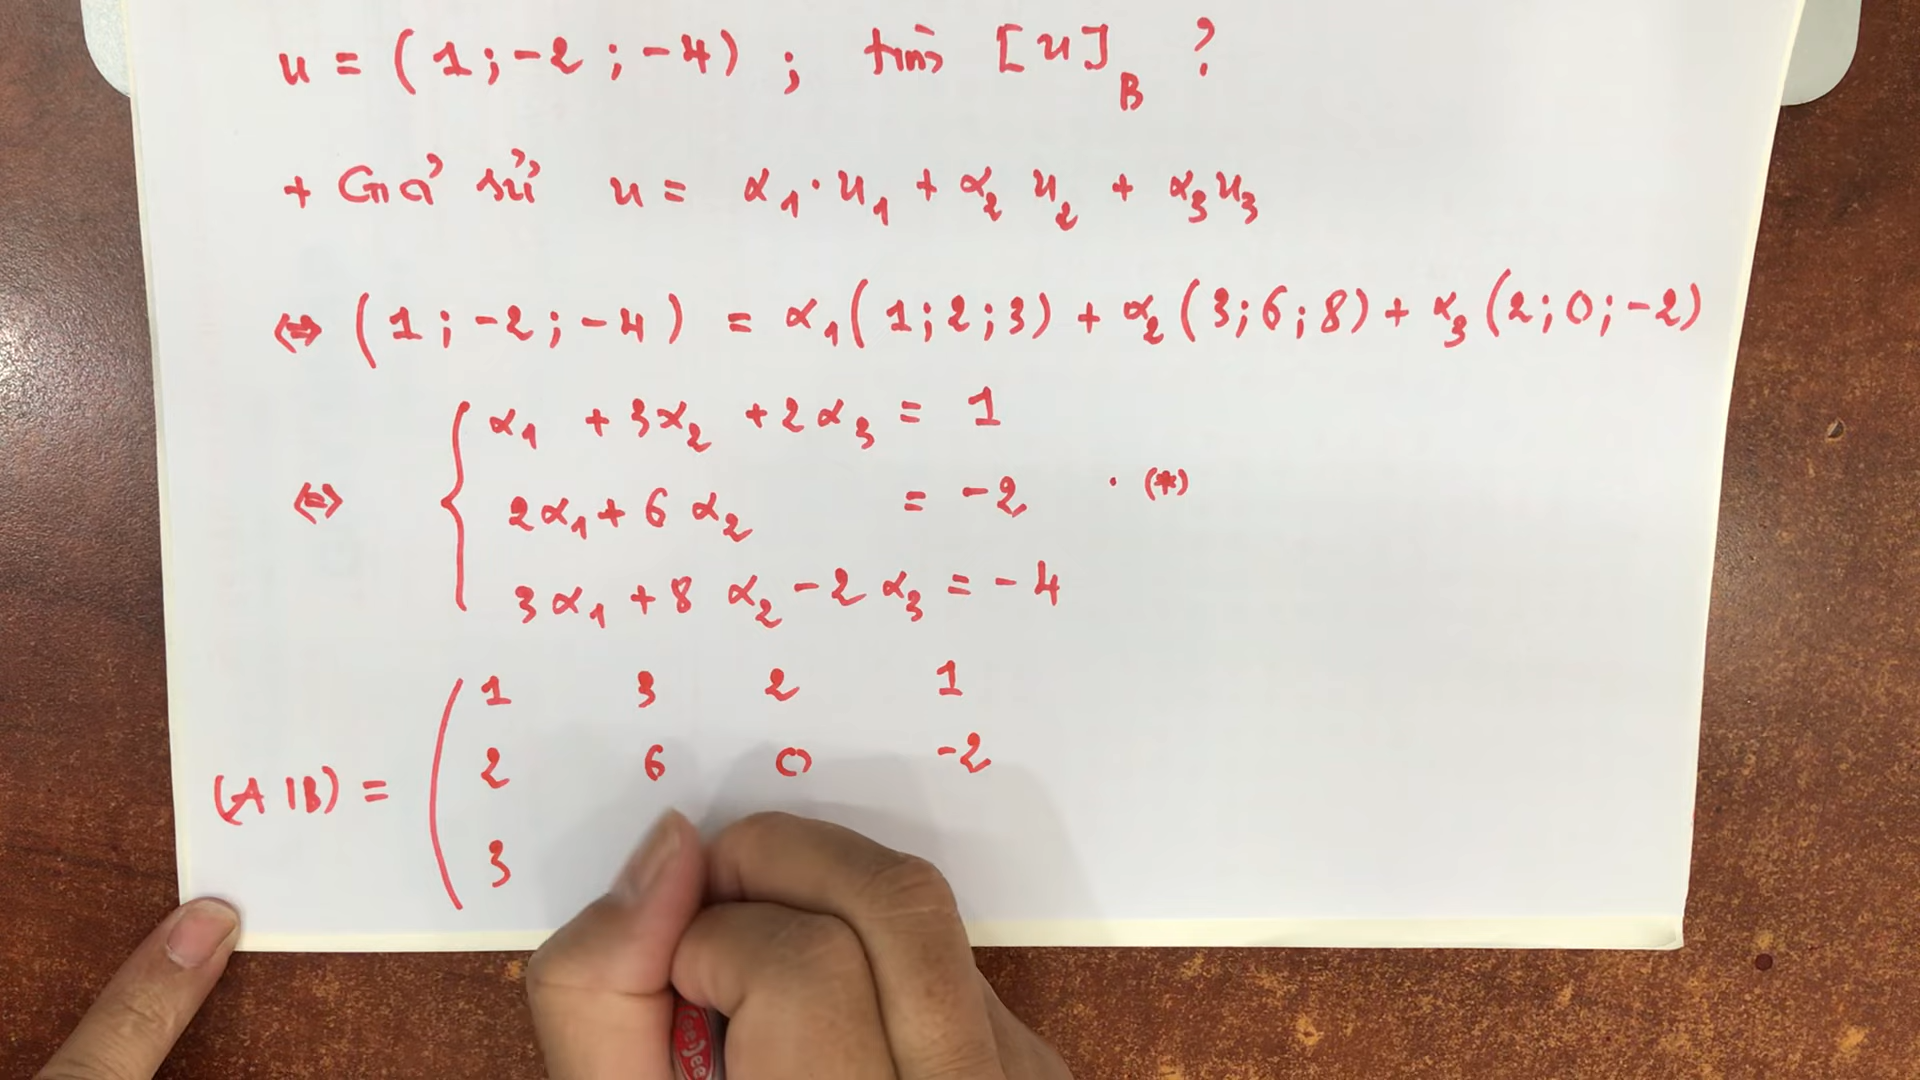 u = (1; -2; -4); tìm [u]_B ?
+ Giả sử u = α₁·u₁ + α₂ u₂ + α₃u₃
⇔ (1; -2; -4) = α₁(1; 2; 3) + α₂(3; 6; 8) + α₃(2; 0; -2)
α₁ + 3α₂ + 2α₃ = 1
⇔ { 2α₁ + 6α₂ = -2 . (*)
3α₁ + 8α₂ - 2α₃ = -4
1 3 2 1
2 6 0 -2
(A|B) = (
3